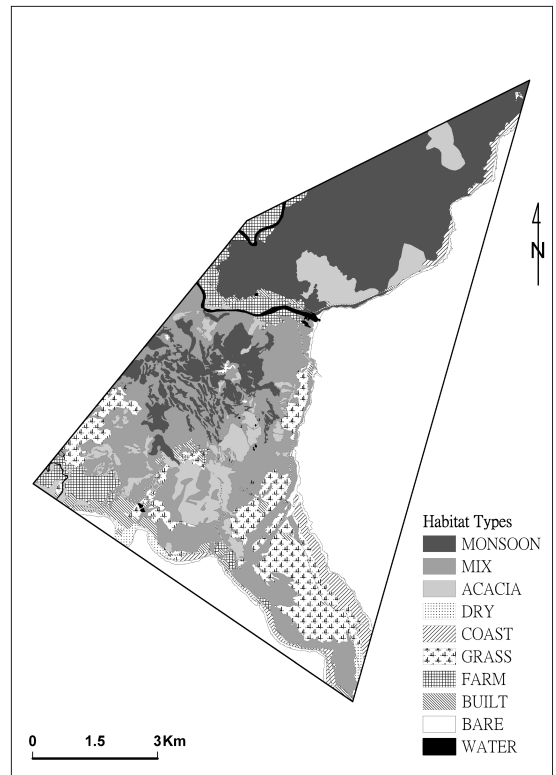 N
Habitat Types
MONSOON
MIX
ACACIA
DRY
COAST
GRASS
FARM
BUILT
BARE
WATER
0 1.5 3Km